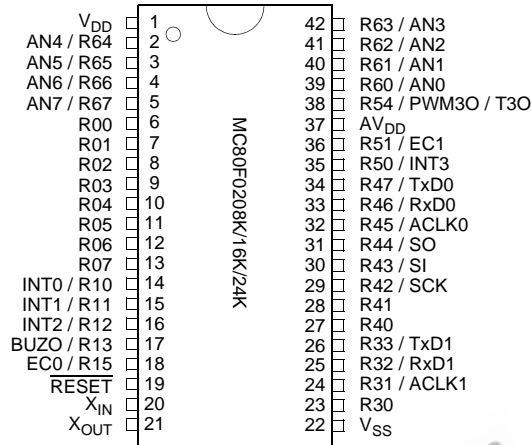 VDD 1 42 R63 / AN3
AN4 / R64 2 41 R62 / AN2
AN5 / R65 3 40 R61 / AN1
AN6 / R66 4 39 R60 / AN0
AN7 / R67 5 38 R54 / PWM3O / T3O
R00 6 37 AVDD
R01 7 36 R51 / EC1
R02 8 35 R50 / INT3
R03 9 34 R47 / TxD0
R04 10 33 R46 / RxD0
R05 11 32 R45 / ACLK0
R06 12 31 R44 / SO
R07 13 30 R43 / SI
INT0 / R10 14 29 R42 / SCK
INT1 / R11 15 28 R41
INT2 / R12 16 27 R40
BUZO / R13 17 26 R33 / TxD1
EC0 / R15 18 25 R32 / RxD1
RESET 19 24 R31 / ACLK1
XIN 20 23 R30
XOUT 21 22 VSS
MC80F0208K/16K/24K